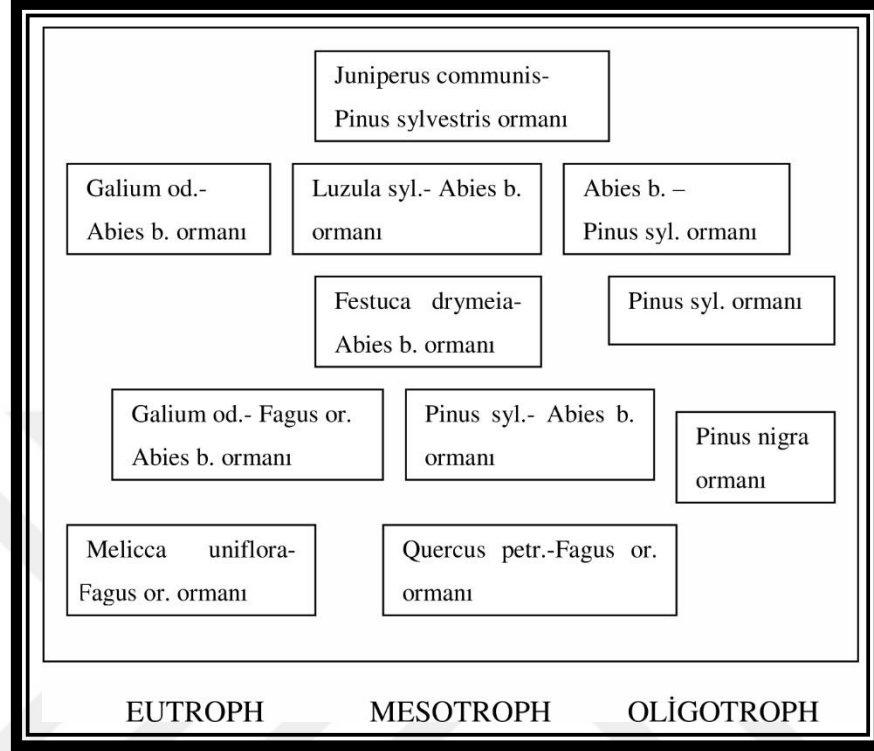 Juniperus communis-
Pinus sylvestris ormanı
Galium od.-
Abies b. ormanı
Luzula syl.- Abies b.
ormanı
Abies b. –
Pinus syl. ormanı
Festuca drymeia-
Abies b. ormanı
Pinus syl. ormanı
Galium od.- Fagus or.
Abies b. ormanı
Pinus syl.- Abies b.
ormanı
Pinus nigra
ormanı
Melicca uniflora-
Fagus or. ormanı
Quercus petr.-Fagus or.
ormanı
EUTROPH MESOTROPH OLİGOTROPH